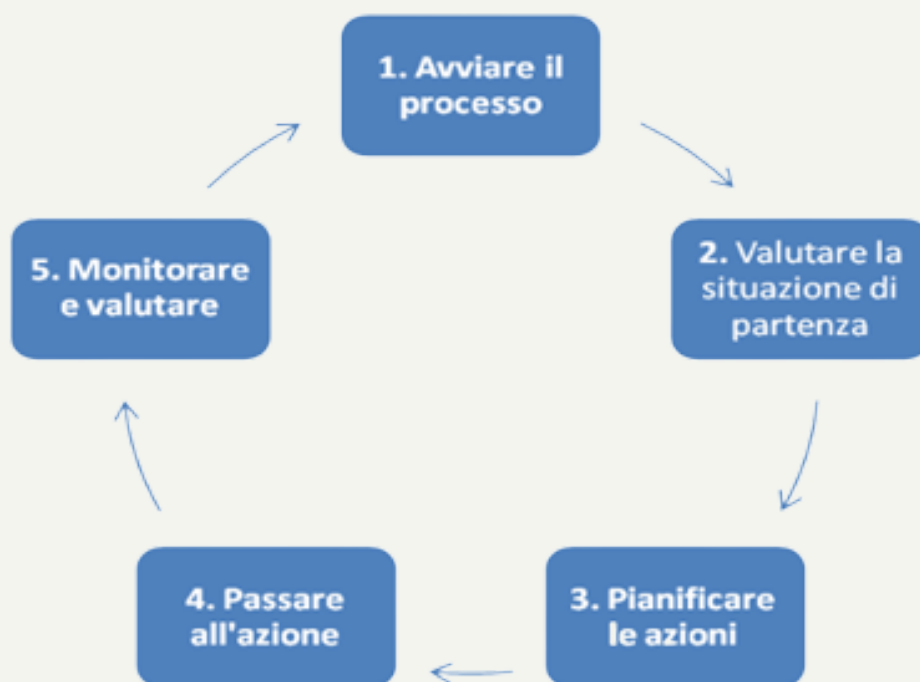 1. Avviare il
processo
2. Valutare la
situazione di
partenza
3. Pianificare
le azioni
4. Passare
all'azione
5. Monitorare
e valutare